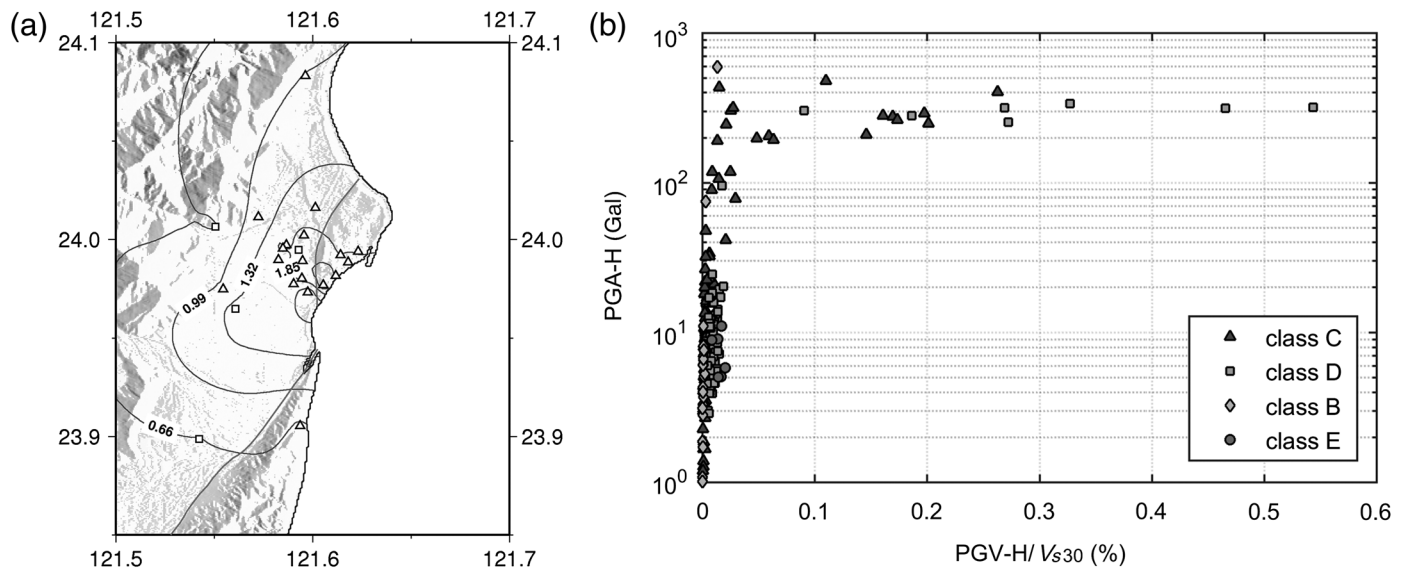 (a)
121.5 121.6 121.7
24.1 24.1
24.0 24.0
23.9 23.9
121.5 121.6 121.7
0.99
1.32
1.85
0.66
(b)
10³
10²
10¹
10⁰
PGA-H (Gal)
0 0.1 0.2 0.3 0.4 0.5 0.6
PGV-H/ Vs30 (%)
class C
class D
class B
class E